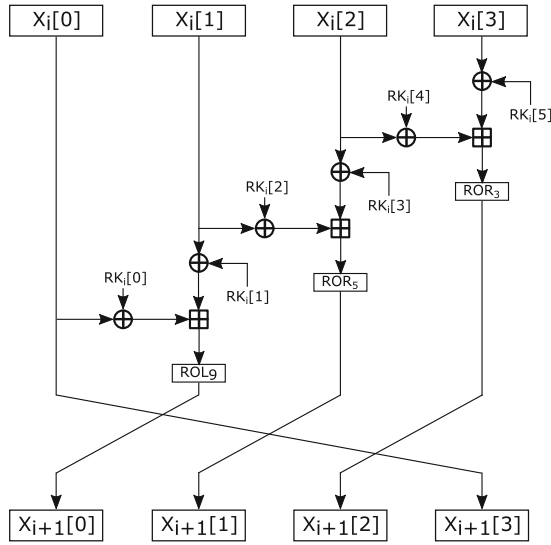 Xi[0] Xi[1] Xi[2] Xi[3]
RKi[4]
RKi[5]
RKi[2]
ROR3
RKi[3]
RKi[0]
ROR5
RKi[1]
ROL9
Xi+1[0] Xi+1[1] Xi+1[2] Xi+1[3]